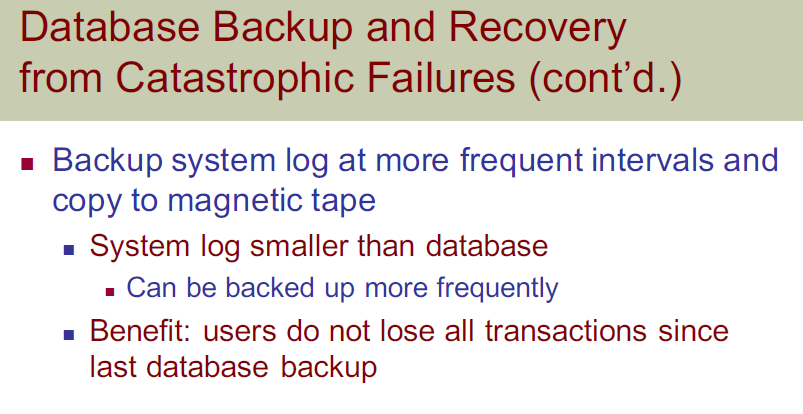 Database Backup and Recovery
from Catastrophic Failures (cont’d.)
Backup system log at more frequent intervals and
copy to magnetic tape
System log smaller than database
Can be backed up more frequently
Benefit: users do not lose all transactions since
last database backup